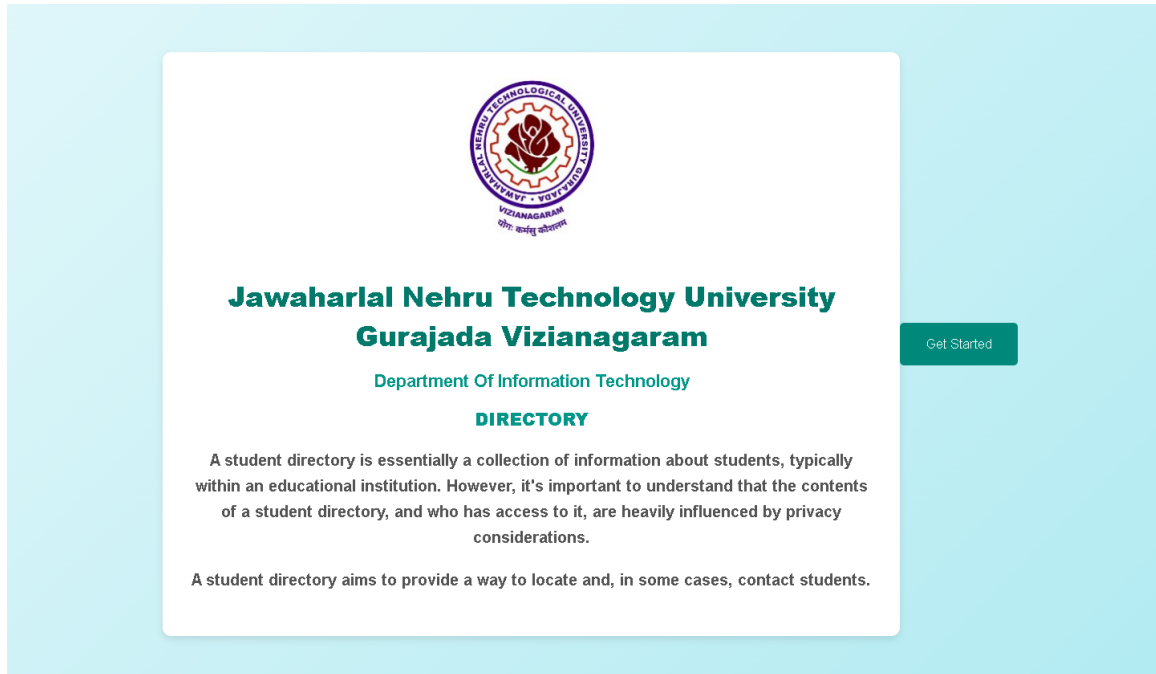 JAWAHARLAL NEHRU TECHNOLOGICAL UNIVERSITY GURAJADA
VIZIANAGARAM
योगः कर्मसु कौशलम
Jawaharlal Nehru Technology University
Gurajada Vizianagaram
Department Of Information Technology
DIRECTORY
A student directory is essentially a collection of information about students, typically
within an educational institution. However, it's important to understand that the contents
of a student directory, and who has access to it, are heavily influenced by privacy
considerations.
A student directory aims to provide a way to locate and, in some cases, contact students.
Get Started